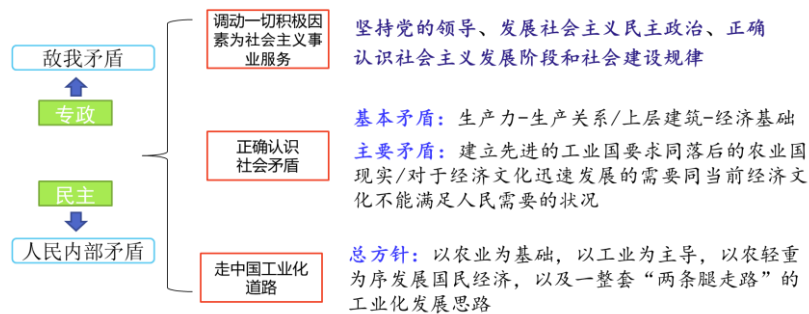 敌我矛盾
专政
民主
人民内部矛盾
调动一切积极因
素为社会主义事
业服务
坚持党的领导、发展社会主义民主政治、正确
认识社会主义发展阶段和社会建设规律
正确认识
社会矛盾
基本矛盾：生产力-生产关系/上层建筑-经济基础
主要矛盾：建立先进的工业国要求同落后的农业国
现实/对于经济文化迅速发展的需要同当前经济文
化不能满足人民需要的状况
走中国工业化
道路
总方针：以农业为基础，以工业为主导，以农轻重
为序发展国民经济，以及一整套“两条腿走路”的
工业化发展思路